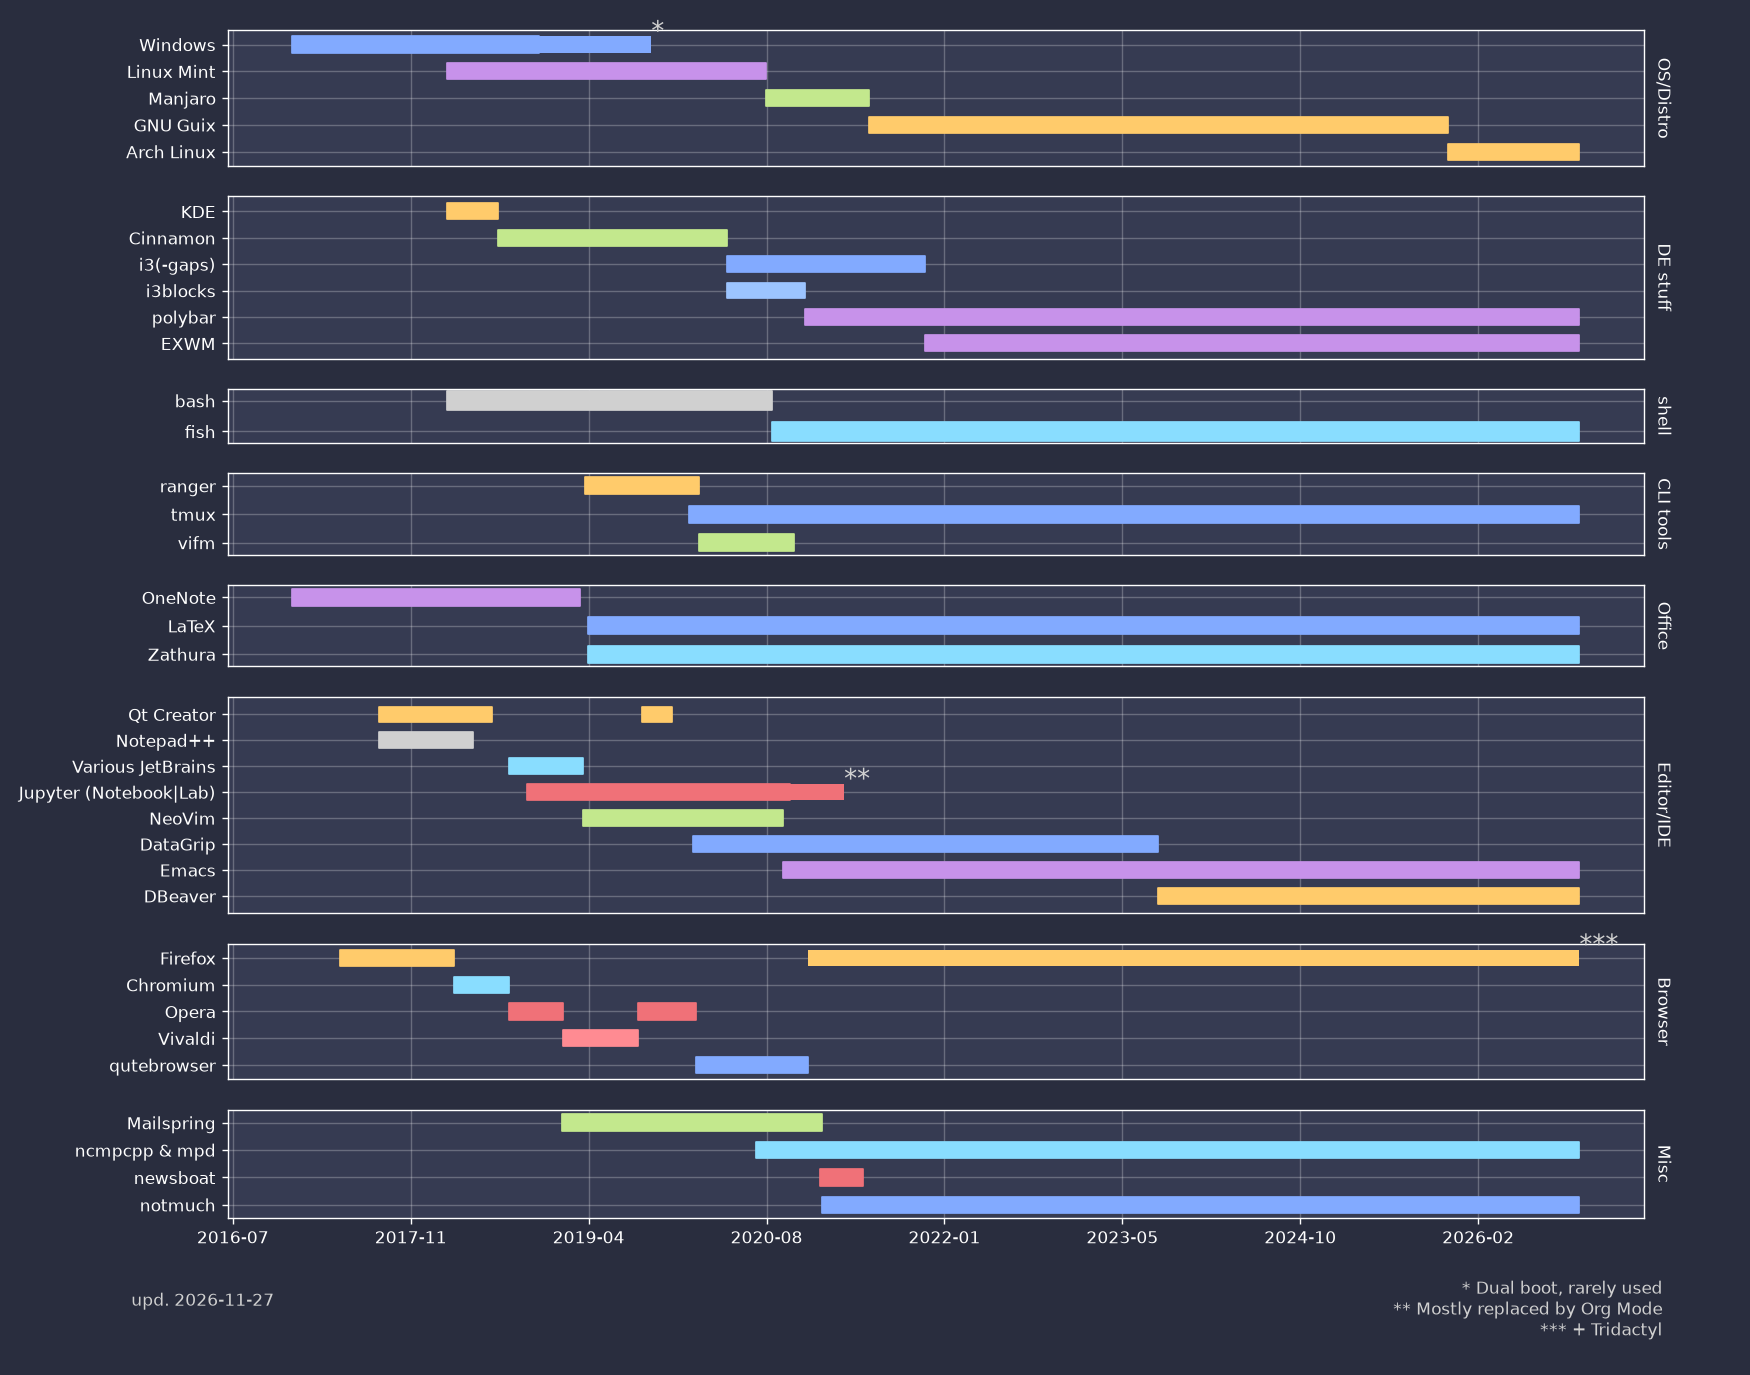 *
Windows
Linux Mint
Manjaro
GNU Guix
Arch Linux
OS/Distro
KDE
Cinnamon
i3(-gaps)
i3blocks
polybar
EXWM
DE stuff
bash
fish
shell
ranger
tmux
vifm
CLI tools
OneNote
LaTeX
Zathura
Office
Qt Creator
Notepad++
Various JetBrains
**
Jupyter (Notebook|Lab)
NeoVim
DataGrip
Emacs
DBeaver
Editor/IDE
***
Firefox
Chromium
Opera
Vivaldi
qutebrowser
Browser
Mailspring
ncmpcpp & mpd
newsboat
notmuch
Misc
2016-07 2017-11 2019-04 2020-08 2022-01 2023-05 2024-10 2026-02
upd. 2026-11-27
* Dual boot, rarely used
** Mostly replaced by Org Mode
*** + Tridactyl